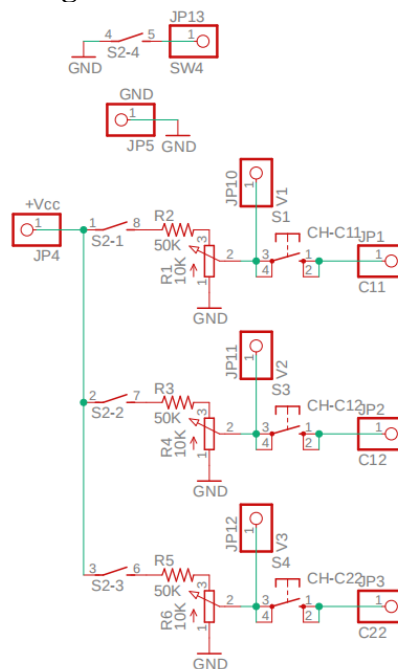 JP13
4 5 1
S2-4
GND SW4
GND
1
JP5 GND
JP10
1
V1
S1
+Vcc
1
JP4
1 8
S2-1
R2
50K
3
2
1
R1
10K
GND
CH-C11
3 1
4 2
JP1
1
C11
JP11
1
V2
S3
2 7
S2-2
R3
50K
3
2
1
R4
10K
GND
CH-C12
3 1
4 2
JP2
1
C12
JP12
1
V3
S4
3 6
S2-3
R5
50K
3
2
1
R6
10K
GND
CH-C22
3 1
4 2
JP3
1
C22